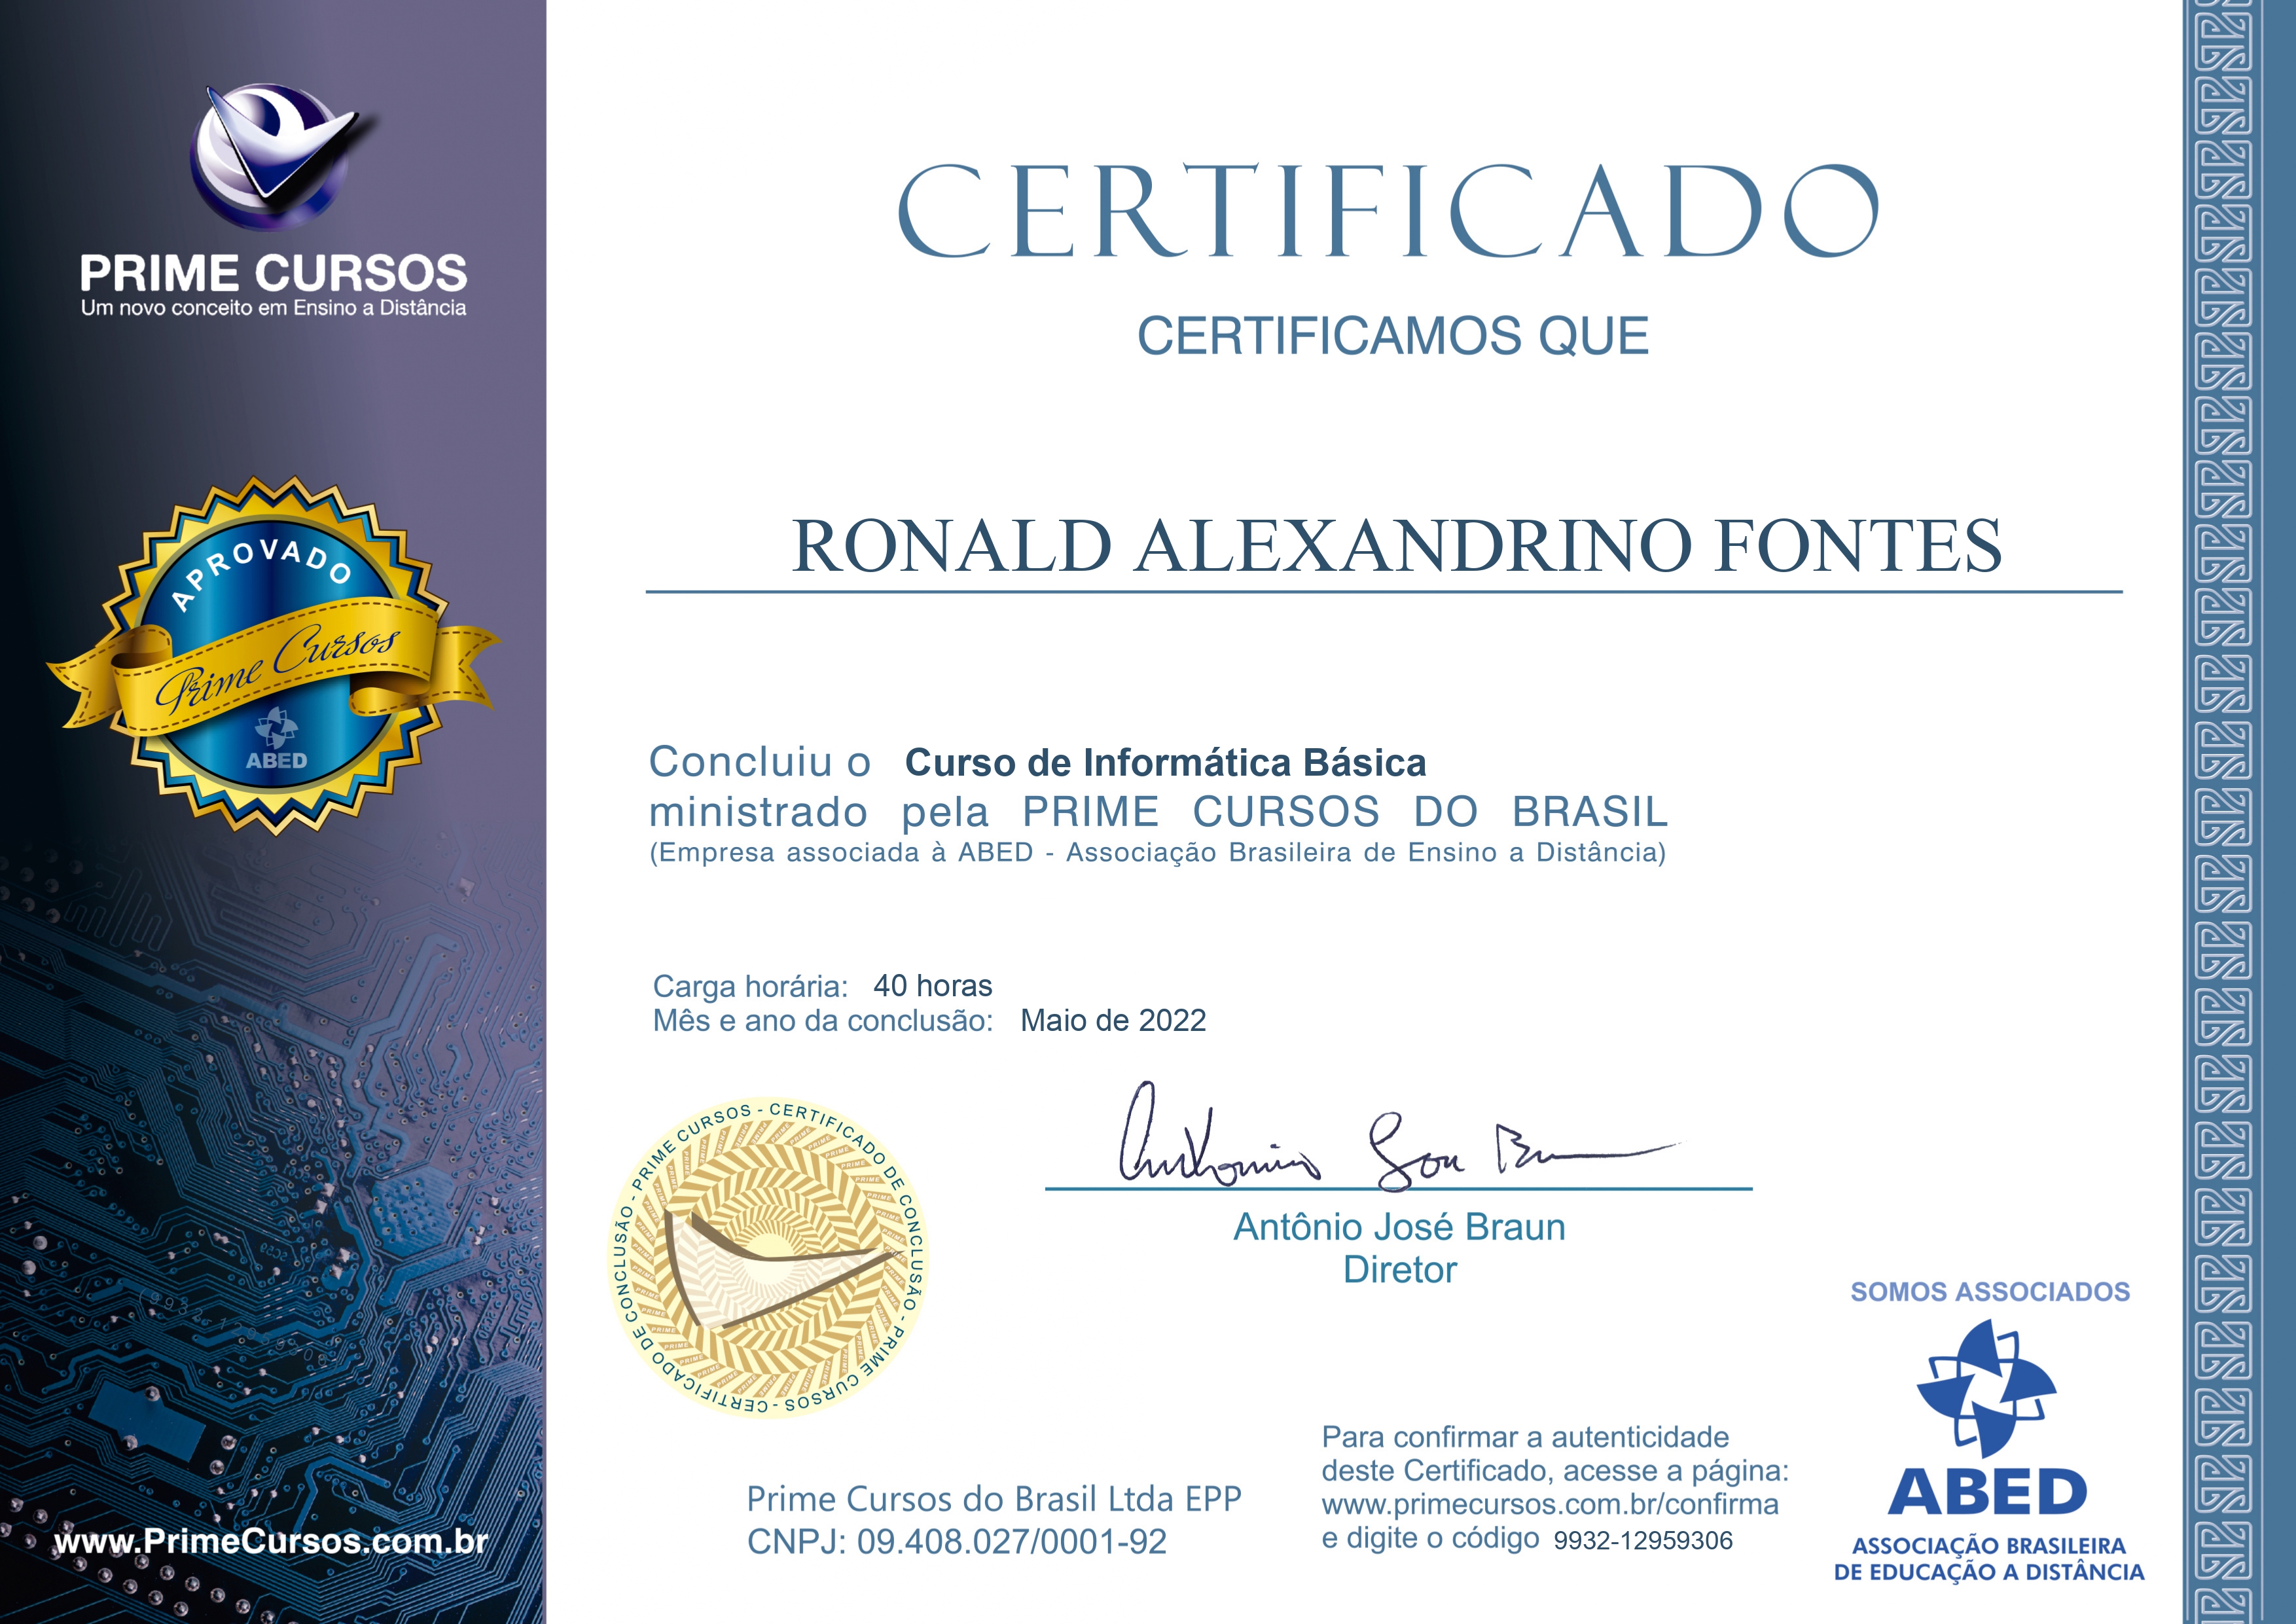 PRIME CURSOS
Um novo conceito em Ensino a Distância
APROVADO
Prime Cursos
ABED
www.PrimeCursos.com.br
CERTIFICADO
CERTIFICAMOS QUE
RONALD ALEXANDRINO FONTES
Concluiu o Curso de Informática Básica
ministrado pela PRIME CURSOS DO BRASIL
(Empresa associada à ABED - Associação Brasileira de Ensino a Distância)
Carga horária: 40 horas
Mês e ano da conclusão: Maio de 2022
PRIME CURSOS - CERTIFICADO DE CONCLUSÃO - PRIME CURSOS - CERTIFICADO DE CONCLUSÃO -
Antônio José Braun
Diretor
Prime Cursos do Brasil Ltda EPP
CNPJ: 09.408.027/0001-92
Para confirmar a autenticidade
deste Certificado, acesse a página:
www.primecursos.com.br/confirma
e digite o código 9932-12959306
SOMOS ASSOCIADOS
ABED
ASSOCIAÇÃO BRASILEIRA
DE EDUCAÇÃO A DISTÂNCIA